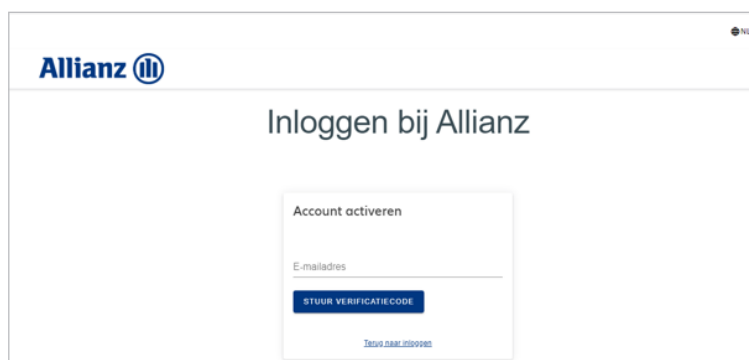 NL
Allianz
Inloggen bij Allianz
Account activeren
E-mailadres
STUUR VERIFICATIECODE
Terug naar inloggen